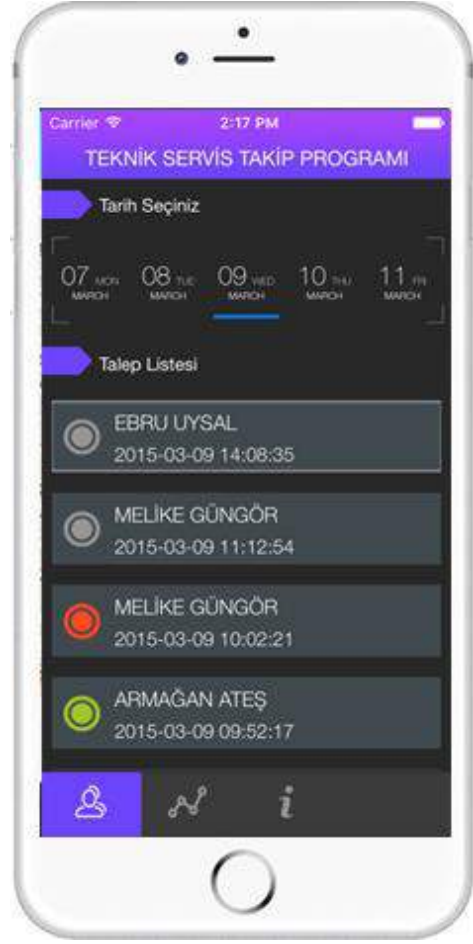 Carrier 2:17 PM
TEKNİK SERVİS TAKİP PROGRAMI
Tarih Seçiniz
07 MON 08 TUE 09 WED 10 THU 11 FRI
MARCH MARCH MARCH MARCH MARCH
Talep Listesi
EBRU UYSAL
2015-03-09 14:08:35
MELİKE GÜNGÖR
2015-03-09 11:12:54
MELİKE GÜNGÖR
2015-03-09 10:02:21
ARMAĞAN ATEŞ
2015-03-09 09:52:17
i